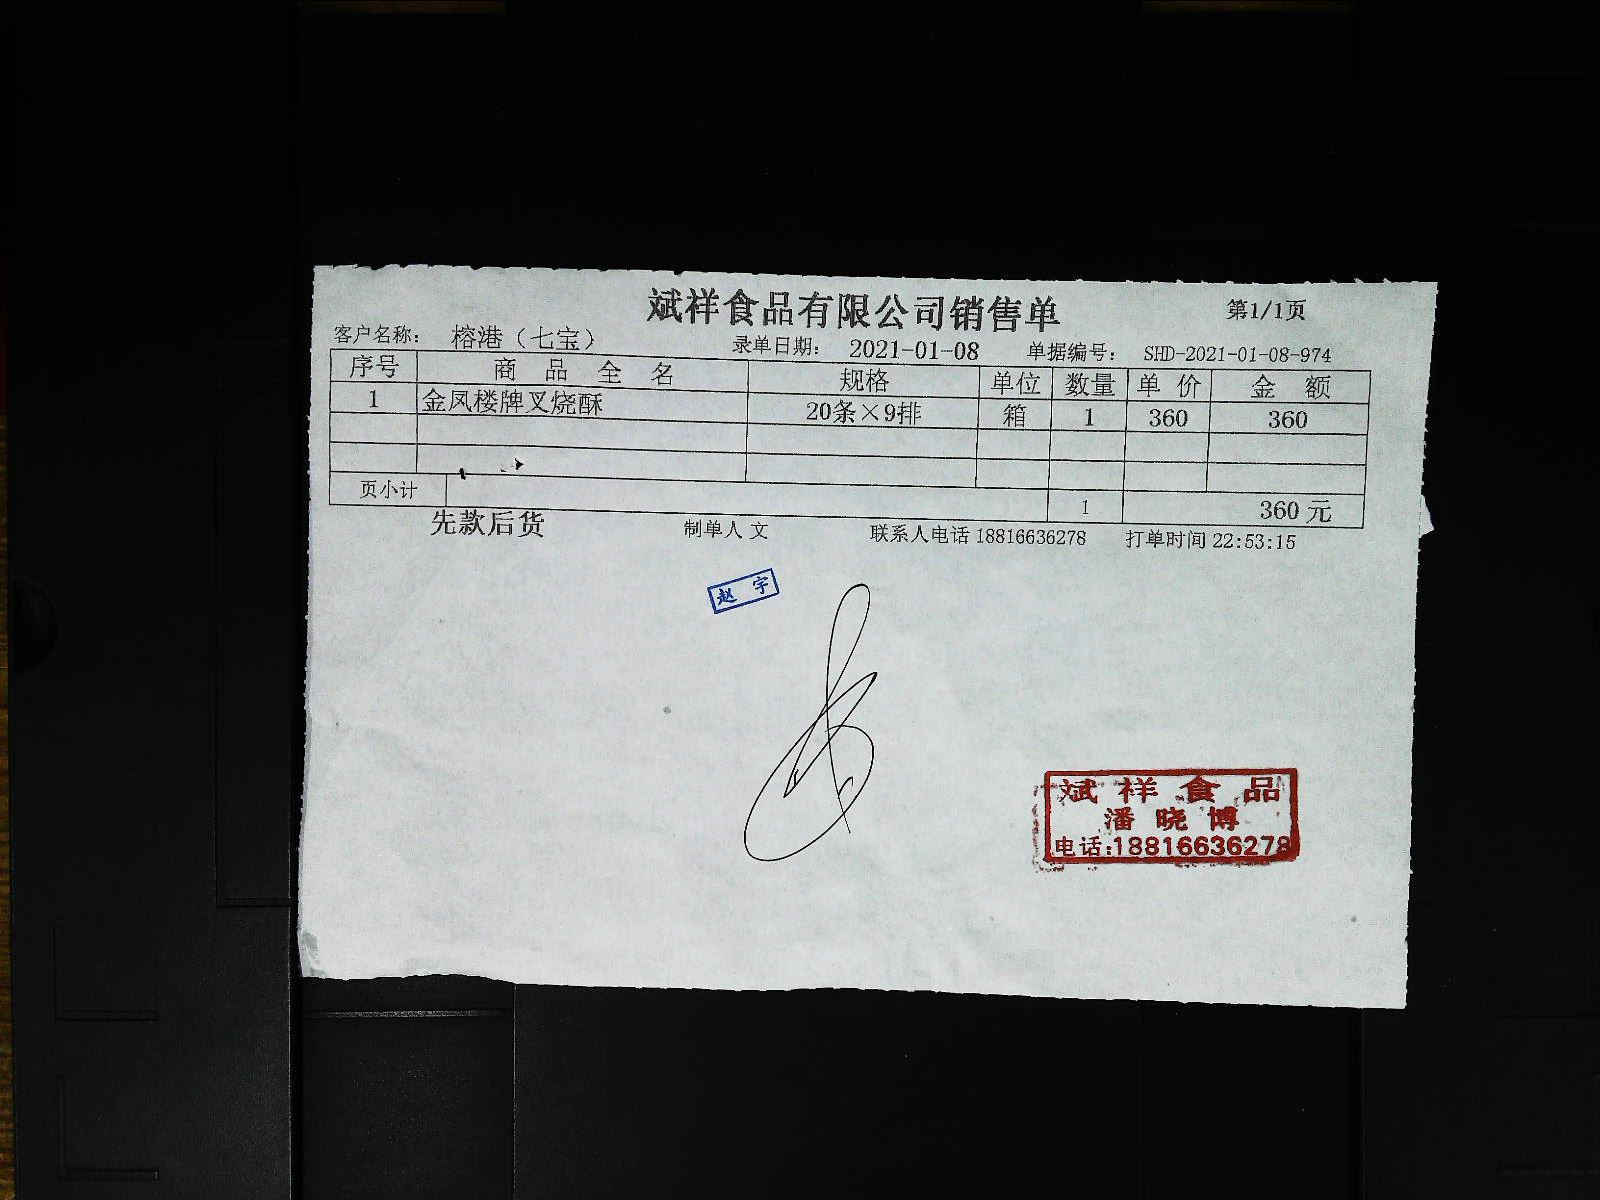 斌祥食品有限公司销售单 第1/1页
客户名称： 榕港（七宝） 录单日期： 2021-01-08 单据编号： SHD-2021-01-08-974
序号 商品全名 规格 单位 数量 单价 金额
1 金凤楼牌叉烧酥 20条×9排 箱 1 360 360
页小计 1 360元
先款后货 制单人 文 联系人电话 18816636278 打单时间 22:53:15
赵宇
斌祥食品
潘晓博
电话:18816636278